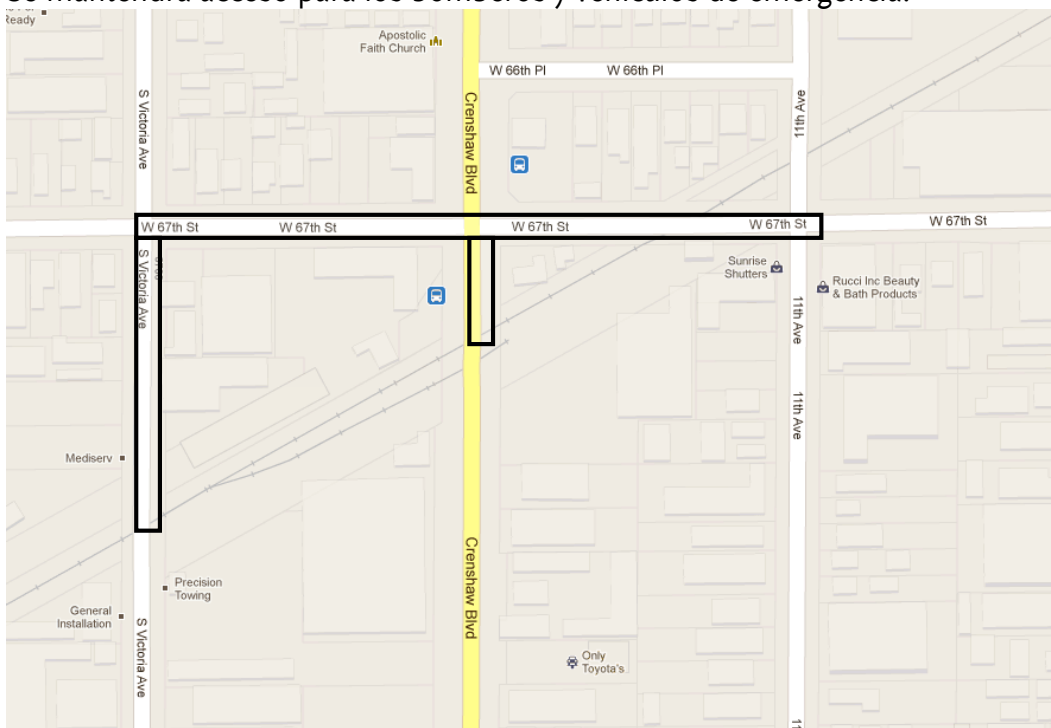 Se mantendrá acceso para los Bomberos y vehículos de emergencia.
Ready
Apostolic
Faith Church
W 66th Pl
W 66th Pl
S Victoria Ave
Crenshaw Blvd
11th Ave
W 67th St
W 67th St
W 67th St
W 67th St
W 67th St
S Victoria Ave
Sunrise
Shutters
Rucci Inc Beauty
& Bath Products
11th Ave
11th Ave
Mediserv
Precision
Towing
General
Installation
S Victoria Ave
Crenshaw Blvd
Only
Toyota's